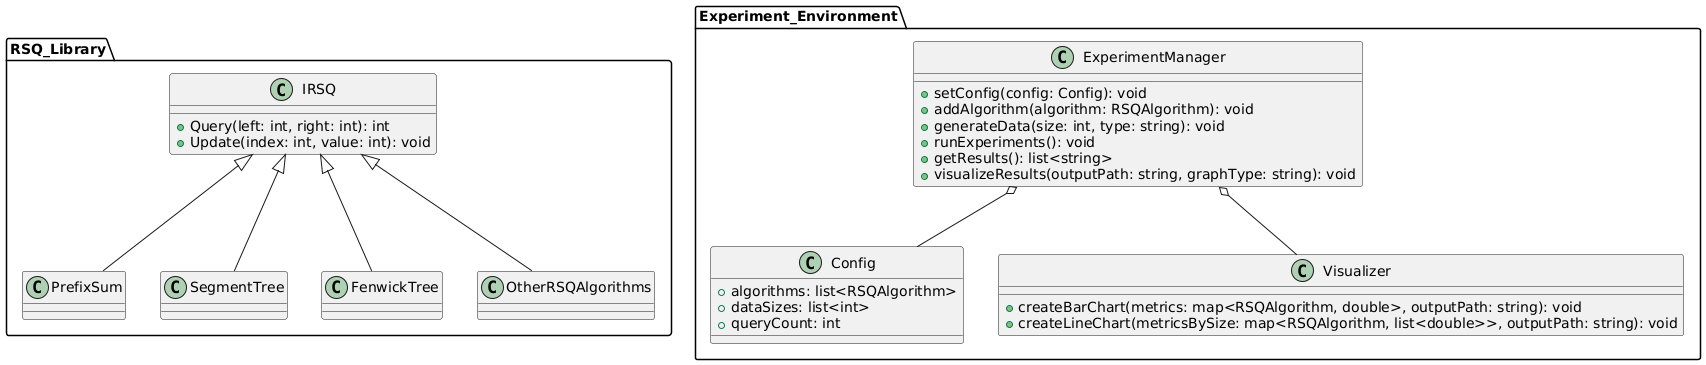 RSQ_Library
C IRSQ
Query(left: int, right: int): int
Update(index: int, value: int): void
C PrefixSum
C SegmentTree
C FenwickTree
C OtherRSQAlgorithms
Experiment_Environment
C ExperimentManager
setConfig(config: Config): void
addAlgorithm(algorithm: RSQAlgorithm): void
generateData(size: int, type: string): void
runExperiments(): void
getResults(): list<string>
visualizeResults(outputPath: string, graphType: string): void
C Config
algorithms: list<RSQAlgorithm>
dataSizes: list<int>
queryCount: int
C Visualizer
createBarChart(metrics: map<RSQAlgorithm, double>, outputPath: string): void
createLineChart(metricsBySize: map<RSQAlgorithm, list<double>>, outputPath: string): void